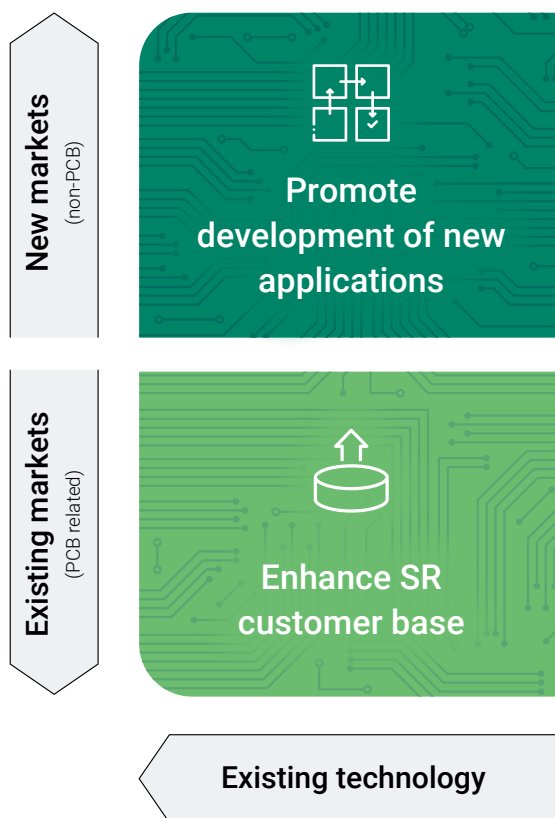 New markets
(non-PCB)
Promote
development of new
applications
Existing markets
(PCB related)
Enhance SR
customer base
Existing technology